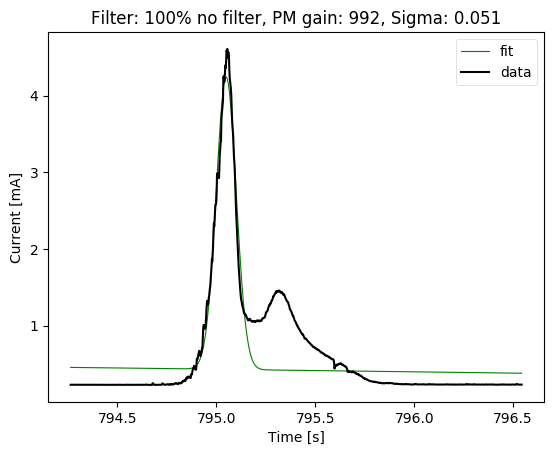 Filter: 100% no filter, PM gain: 992, Sigma: 0.051
fit
data
Current [mA]
4
3
2
1
794.5 795.0 795.5 796.0 796.5
Time [s]